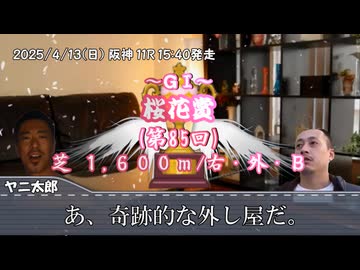 2025/4/13(日) 阪神 11R 15:40発走
～GⅠ～
桜花賞
(第85回)
芝 1,600m/右・外・B
ヤニ太郎
あ、奇跡的な外し屋だ。